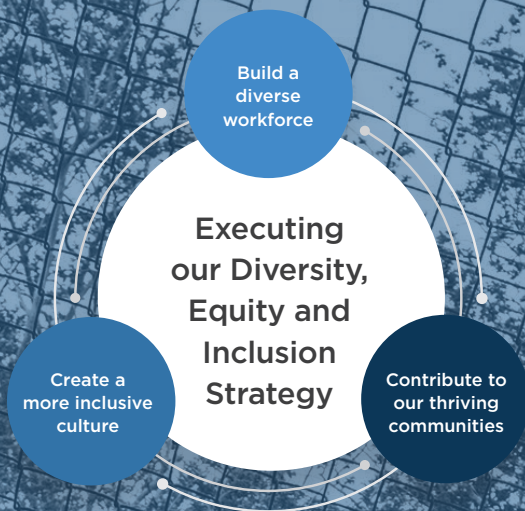 Build a
diverse
workforce
Executing
our Diversity,
Equity and
Inclusion
Strategy
Create a
more inclusive
culture
Contribute to
our thriving
communities